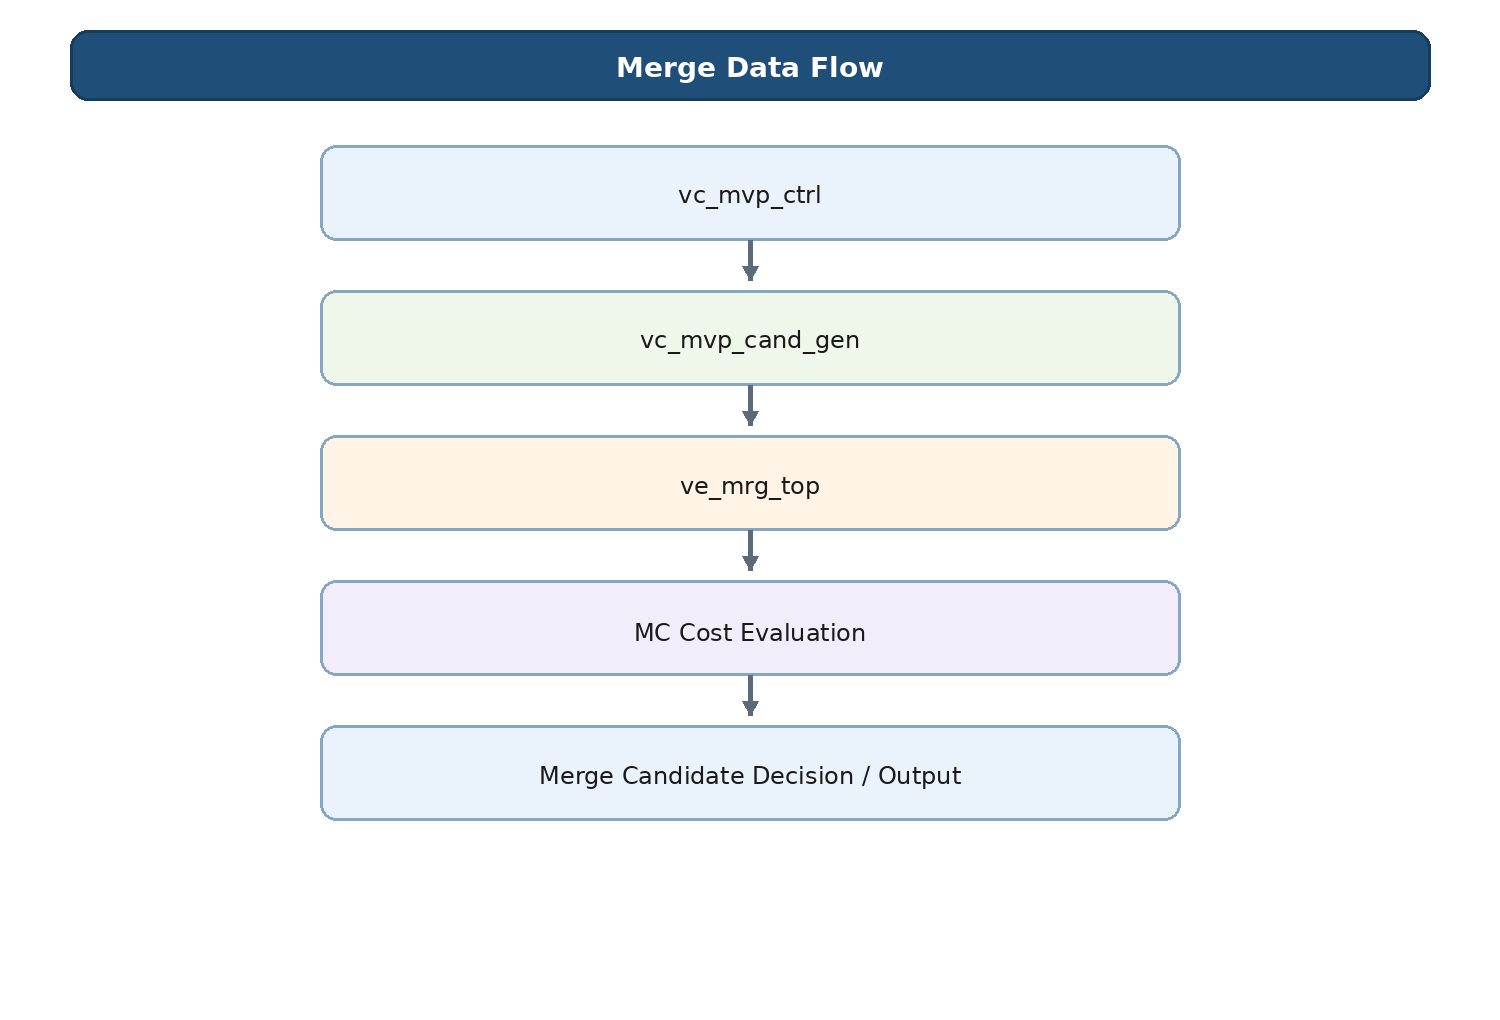 Merge Data Flow
vc_mvp_ctrl
vc_mvp_cand_gen
ve_mrg_top
MC Cost Evaluation
Merge Candidate Decision / Output